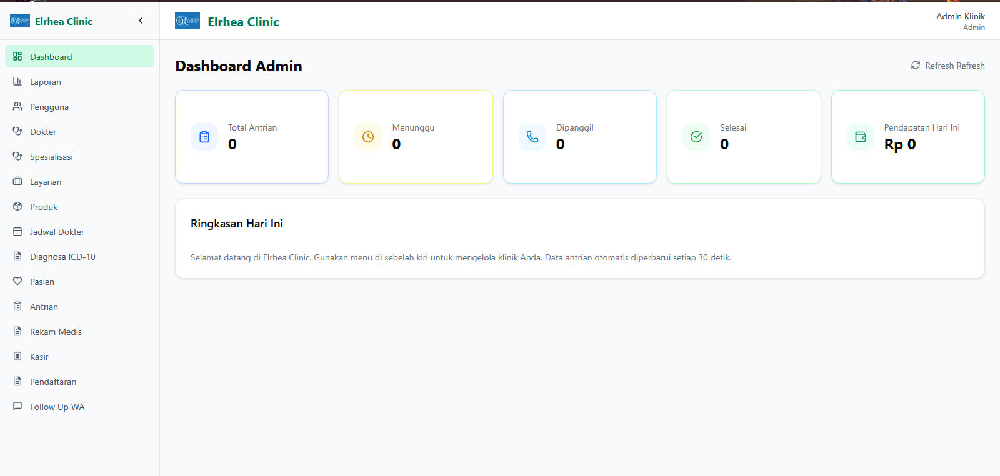 Elrhea Clinic
Dashboard
Laporan
Pengguna
Dokter
Spesialisasi
Layanan
Produk
Jadwal Dokter
Diagnosa ICD-10
Pasien
Antrian
Rekam Medis
Kasir
Pendaftaran
Follow Up WA
Elrhea Clinic
Admin Klinik
Admin
Dashboard Admin
Refresh Refresh
Total Antrian
0
Menunggu
0
Dipanggil
0
Selesai
0
Pendapatan Hari Ini
Rp 0
Ringkasan Hari Ini
Selamat datang di Elrhea Clinic. Gunakan menu di sebelah kiri untuk mengelola klinik Anda. Data antrian otomatis diperbarui setiap 30 detik.